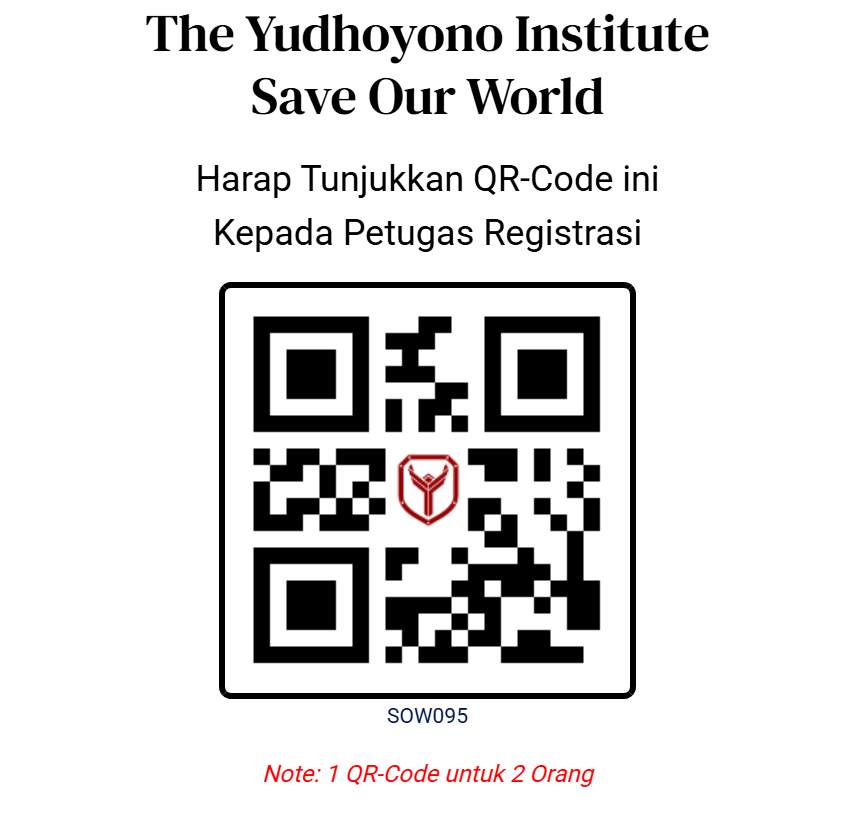 The Yudhoyono Institute
Save Our World
Harap Tunjukkan QR-Code ini
Kepada Petugas Registrasi
SOW095
Note: 1 QR-Code untuk 2 Orang